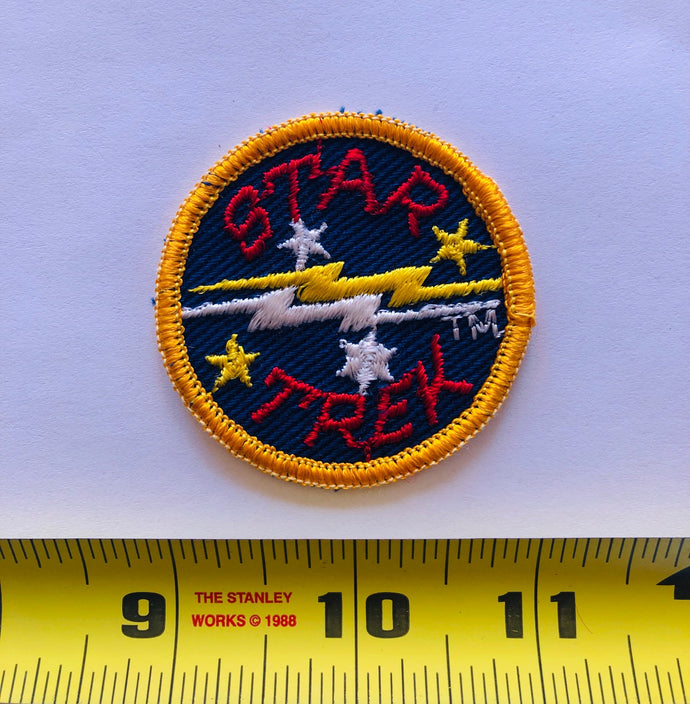 STAR
TM
TREK
9 THE STANLEY 10 11
WORKS © 1988